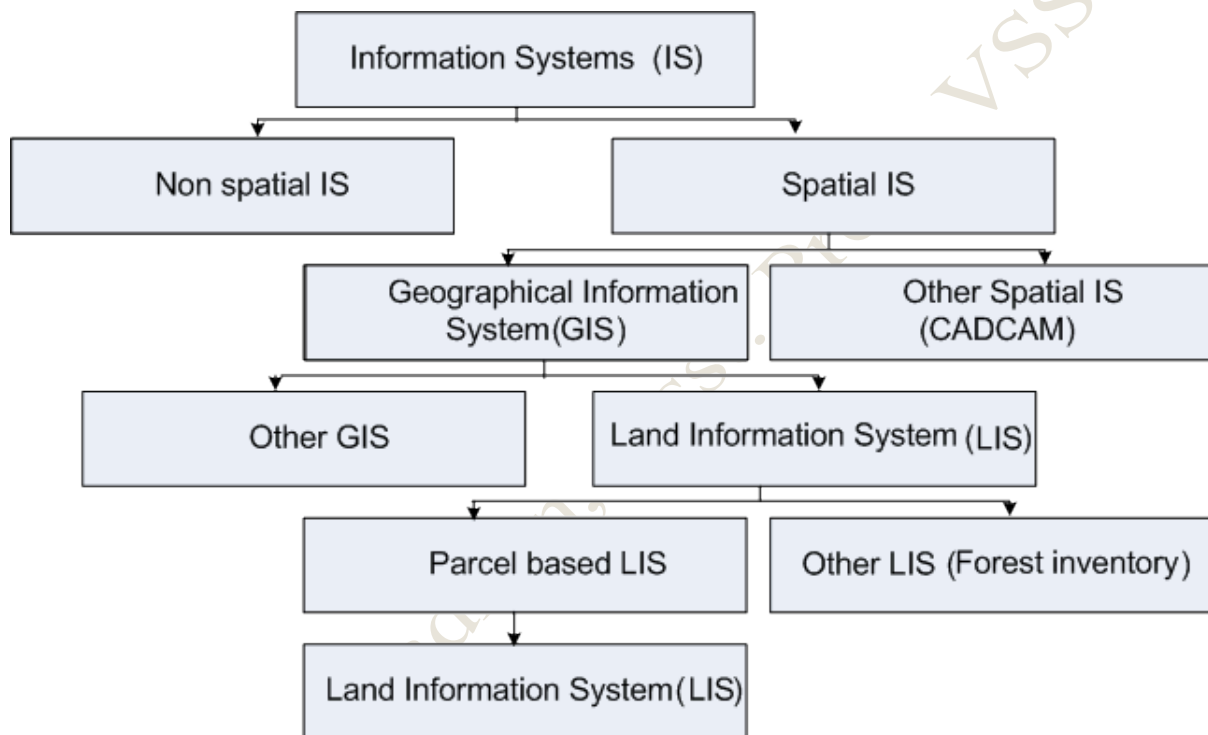 Information Systems (IS)
Non spatial IS
Spatial IS
Geographical Information
System(GIS)
Other Spatial IS
(CADCAM)
Other GIS
Land Information System (LIS)
Parcel based LIS
Other LIS (Forest inventory)
Land Information System(LIS)
VSS